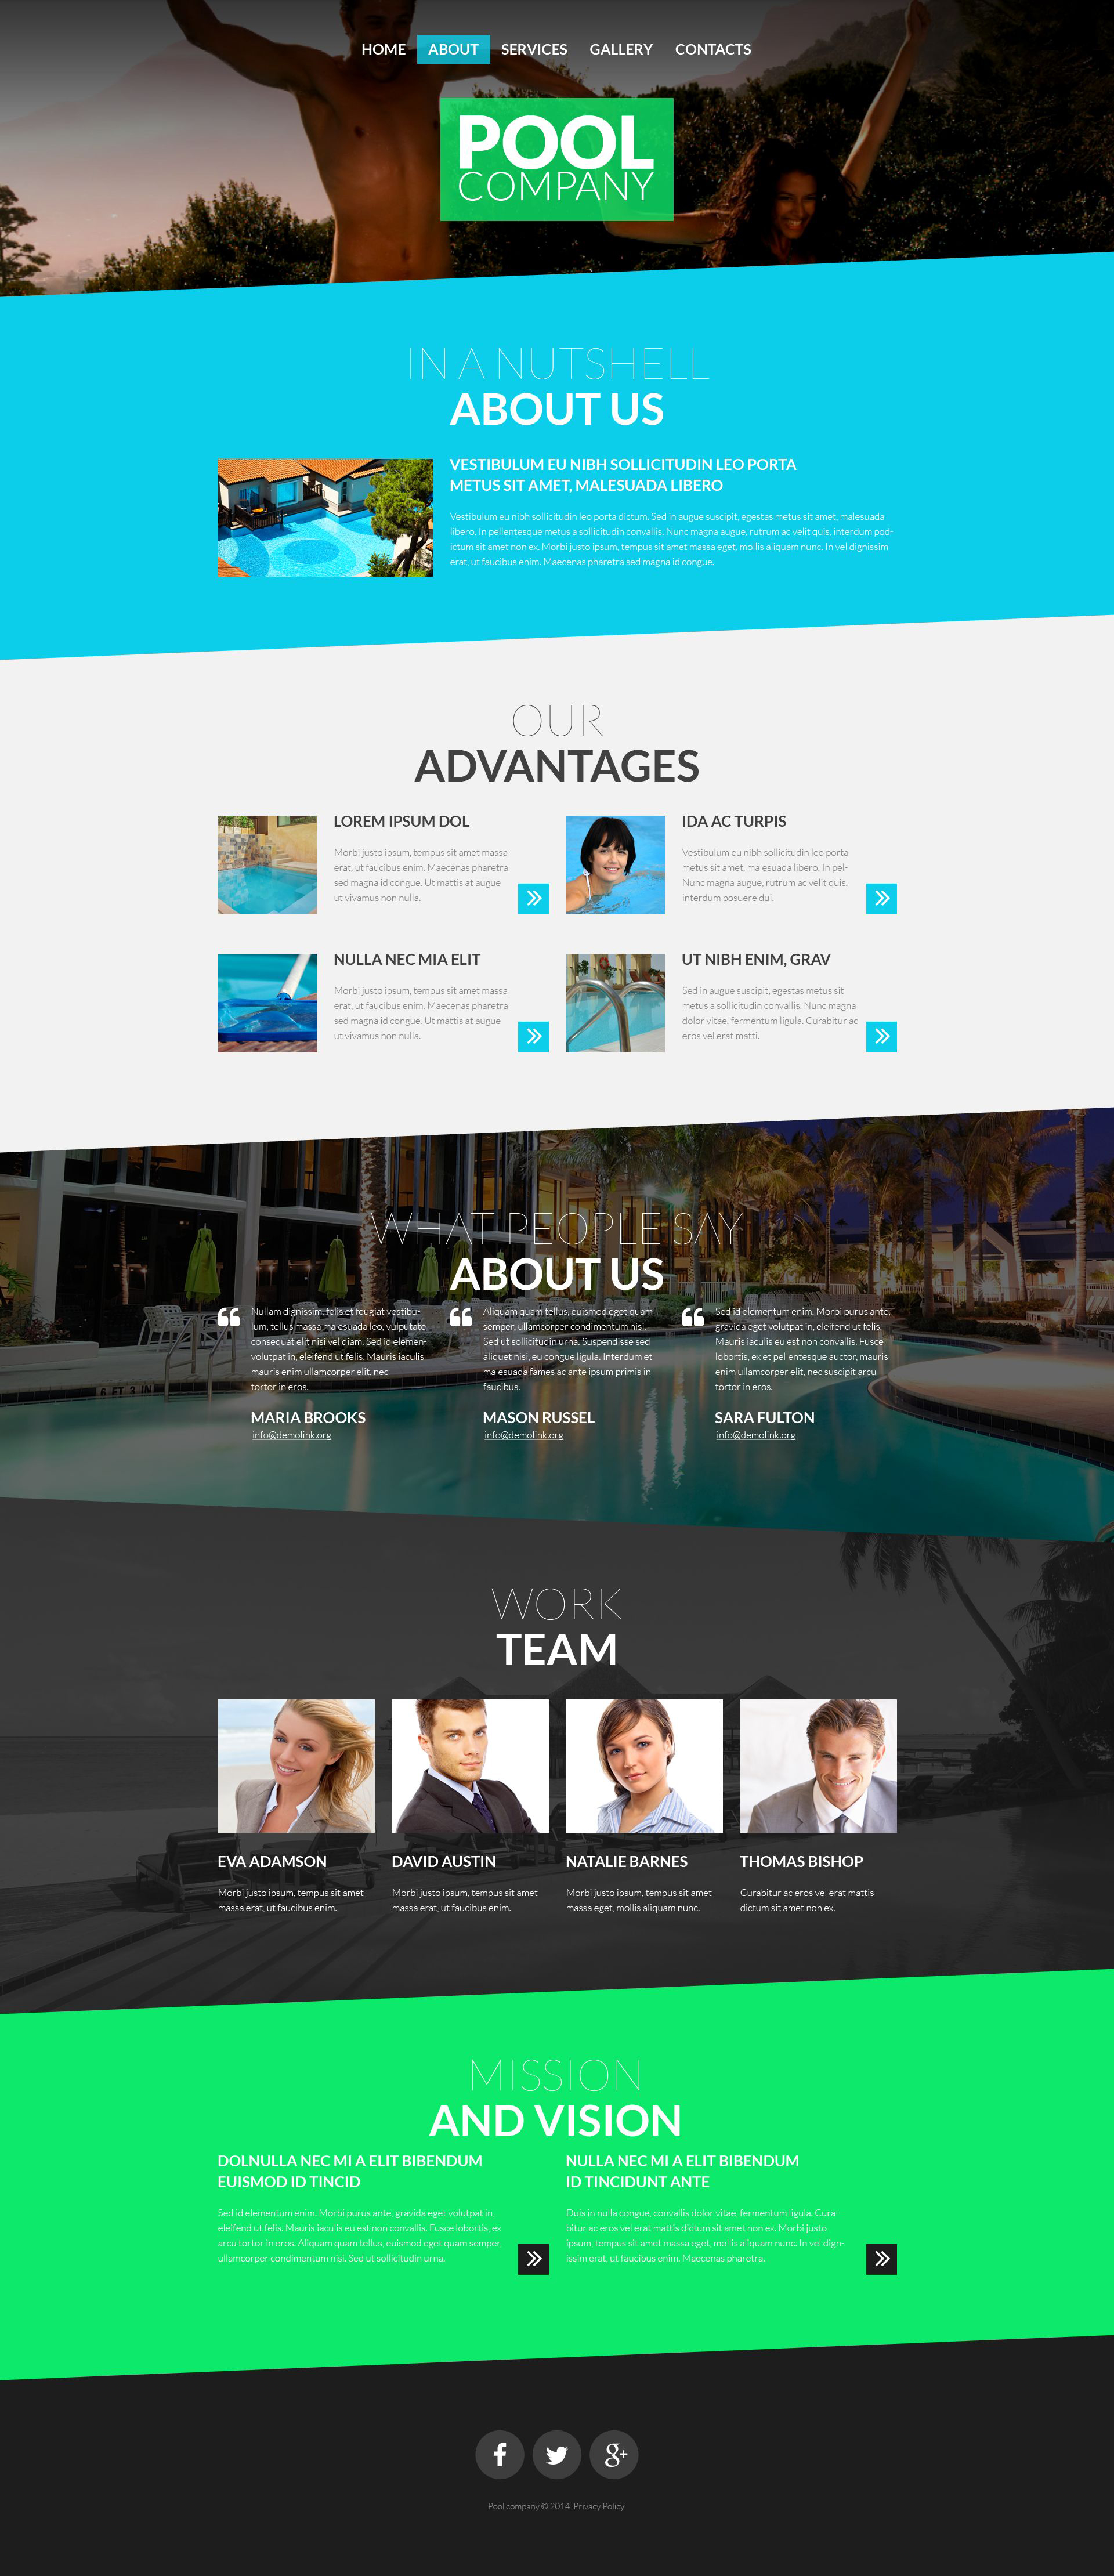 HOME ABOUT SERVICES GALLERY CONTACTS
POOL
COMPANY
IN A NUTSHELL
ABOUT US
VESTIBULUM EU NIBH SOLLICITUDIN LEO PORTA
METUS SIT AMET, MALESUADA LIBERO
Vestibulum eu nibh sollicitudin leo porta dictum. Sed in augue suscipit, egestas metus sit amet, malesuada
libero. In pellentesque metus a sollicitudin convallis. Nunc magna augue, rutrum ac velit quis, interdum pod-
ictum sit amet non ex. Morbi justo ipsum, tempus sit amet massa eget, mollis aliquam nunc. In vel dignissim
erat, ut faucibus enim. Maecenas pharetra sed magna id congue.
OUR
ADVANTAGES
LOREM IPSUM DOL
Morbi justo ipsum, tempus sit amet massa
erat, ut faucibus enim. Maecenas pharetra
sed magna id congue. Ut mattis at augue
ut vivamus non nulla.
IDA AC TURPIS
Vestibulum eu nibh sollicitudin leo porta
metus sit amet, malesuada libero. In pel-
Nunc magna augue, rutrum ac velit quis,
interdum posuere dui.
NULLA NEC MIA ELIT
Morbi justo ipsum, tempus sit amet massa
erat, ut faucibus enim. Maecenas pharetra
sed magna id congue. Ut mattis at augue
ut vivamus non nulla.
UT NIBH ENIM, GRAV
Sed in augue suscipit, egestas metus sit
metus a sollicitudin convallis. Nunc magna
dolor vitae, fermentum ligula. Curabitur ac
eros vel erat matti.
WHAT PEOPLE SAY
ABOUT US
Nullam dignissim, felis et feugiat vestibu-
lum, tellus massa malesuada leo, vulputate
consequat elit nisi vel diam. Sed id elemen-
volutpat in, eleifend ut felis. Mauris iaculis
mauris enim ullamcorper elit, nec
tortor in eros.
MARIA BROOKS
info@demolink.org
Aliquam quam tellus, euismod eget quam
semper, ullamcorper condimentum nisi.
Sed ut sollicitudin urna. Suspendisse sed
aliquet nisi, eu congue ligula. Interdum et
malesuada fames ac ante ipsum primis in
faucibus.
MASON RUSSEL
info@demolink.org
Sed id elementum enim. Morbi purus ante,
gravida eget volutpat in, eleifend ut felis.
Mauris iaculis eu est non convallis. Fusce
lobortis, ex et pellentesque auctor, mauris
enim ullamcorper elit, nec suscipit arcu
tortor in eros.
SARA FULTON
info@demolink.org
6 FT 3 IN
WORK
TEAM
EVA ADAMSON
Morbi justo ipsum, tempus sit amet
massa erat, ut faucibus enim.
DAVID AUSTIN
Morbi justo ipsum, tempus sit amet
massa erat, ut faucibus enim.
NATALIE BARNES
Morbi justo ipsum, tempus sit amet
massa eget, mollis aliquam nunc.
THOMAS BISHOP
Curabitur ac eros vel erat mattis
dictum sit amet non ex.
MISSION
AND VISION
DOLNULLA NEC MI A ELIT BIBENDUM
EUISMOD ID TINCID
Sed id elementum enim. Morbi purus ante, gravida eget volutpat in,
eleifend ut felis. Mauris iaculis eu est non convallis. Fusce lobortis, ex
arcu tortor in eros. Aliquam quam tellus, euismod eget quam semper,
ullamcorper condimentum nisi. Sed ut sollicitudin urna.
NULLA NEC MI A ELIT BIBENDUM
ID TINCIDUNT ANTE
Duis in nulla congue, convallis dolor vitae, fermentum ligula. Cura-
bitur ac eros vel erat mattis dictum sit amet non ex. Morbi justo
ipsum, tempus sit amet massa eget, mollis aliquam nunc. In vel dign-
issim erat, ut faucibus enim. Maecenas pharetra.
Pool company © 2014. Privacy Policy